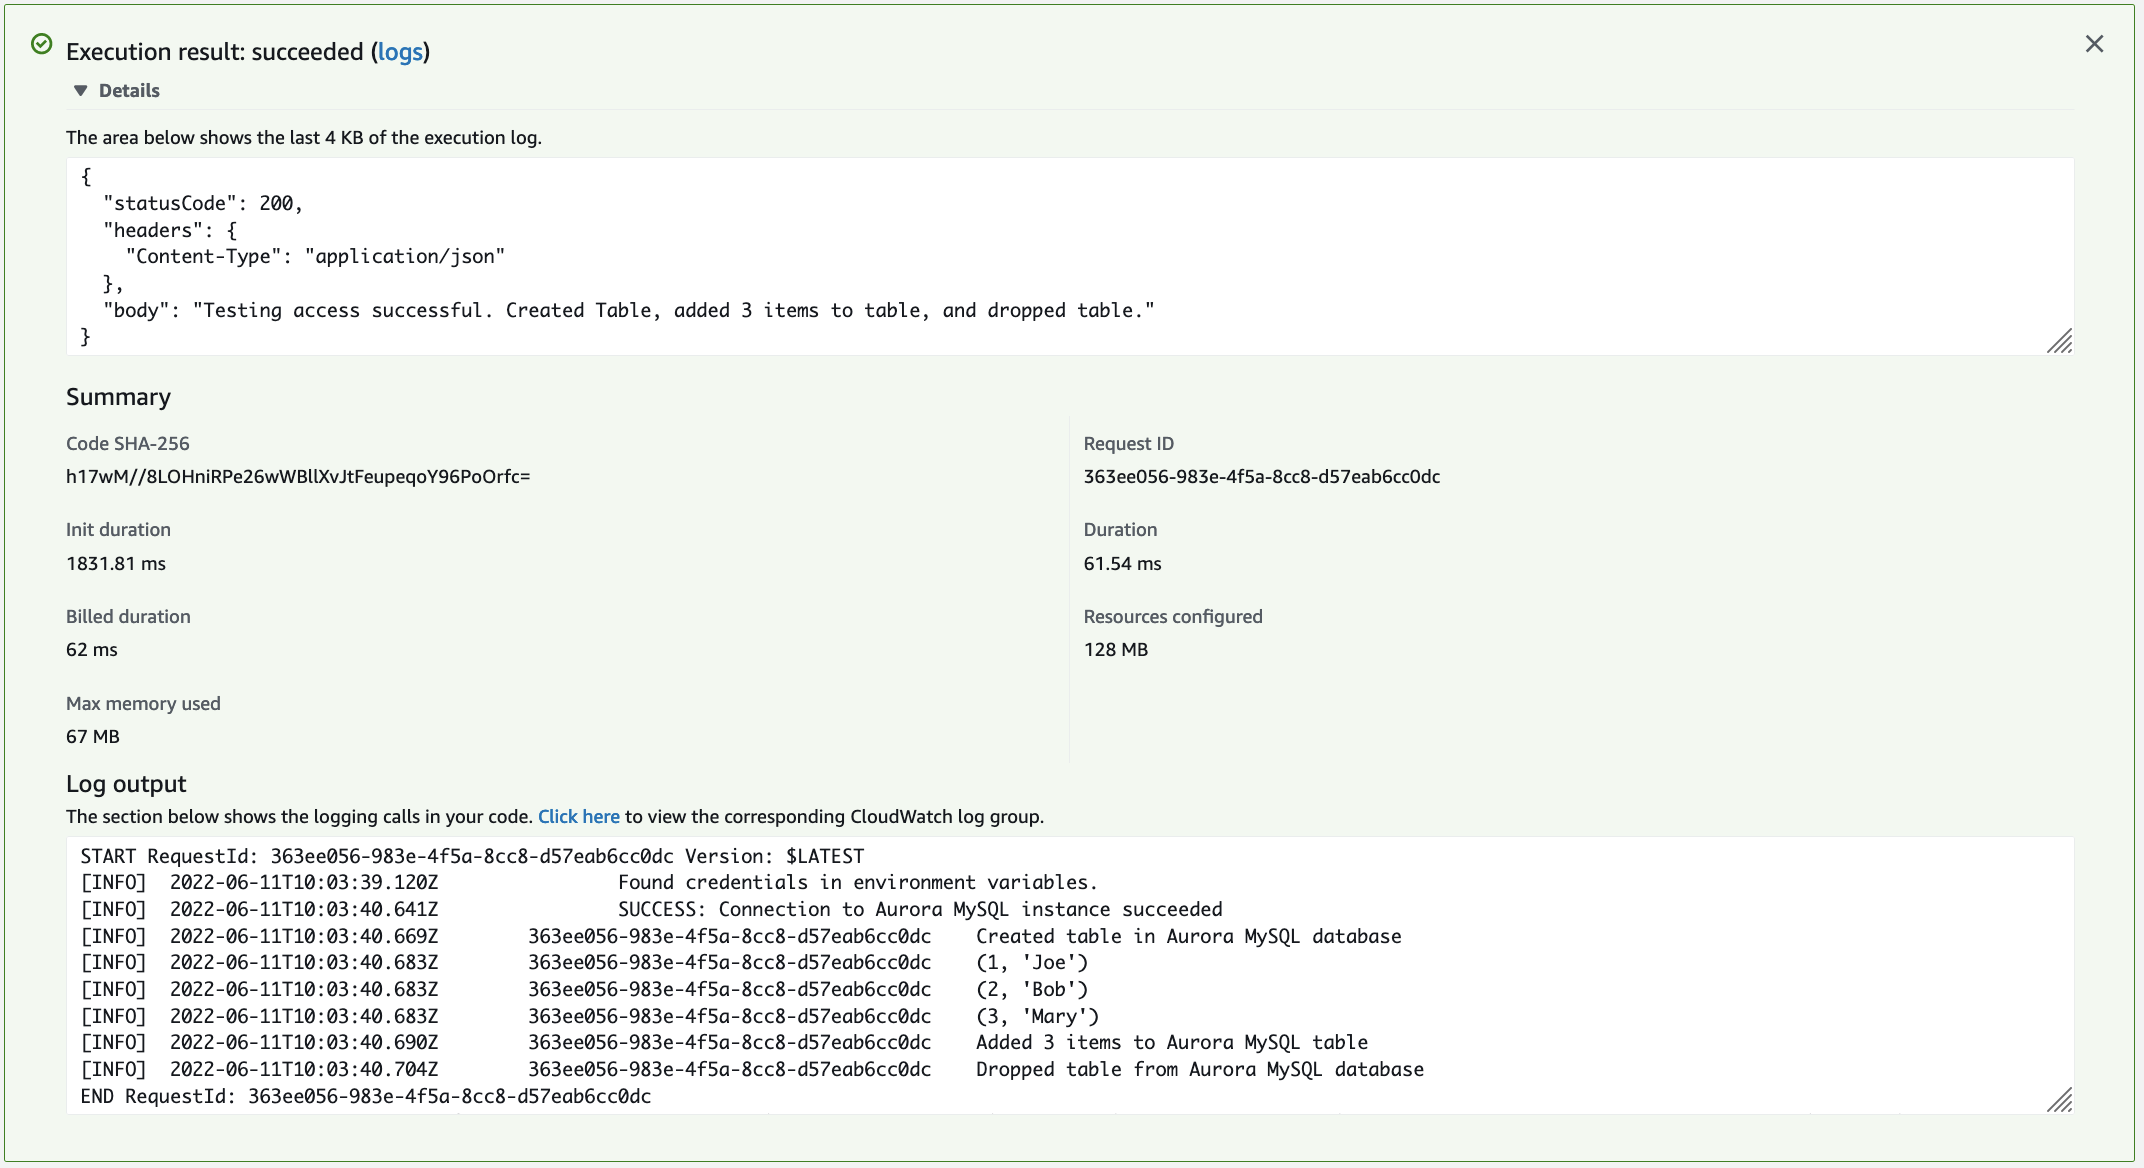 Execution result: succeeded (logs)
Details
The area below shows the last 4 KB of the execution log.
{
  "statusCode": 200,
  "headers": {
    "Content-Type": "application/json"
  },
  "body": "Testing access successful. Created Table, added 3 items to table, and dropped table."
}
Summary
Code SHA-256
h17wM//8LOHniRPe26wWBllXvJtFeupeqoY96PoOrfc=
Request ID
363ee056-983e-4f5a-8cc8-d57eab6cc0dc
Init duration
1831.81 ms
Duration
61.54 ms
Billed duration
62 ms
Resources configured
128 MB
Max memory used
67 MB
Log output
The section below shows the logging calls in your code. Click here to view the corresponding CloudWatch log group.
START RequestId: 363ee056-983e-4f5a-8cc8-d57eab6cc0dc Version: $LATEST
[INFO]  2022-06-11T10:03:39.120Z                Found credentials in environment variables.
[INFO]  2022-06-11T10:03:40.641Z                SUCCESS: Connection to Aurora MySQL instance succeeded
[INFO]  2022-06-11T10:03:40.669Z        363ee056-983e-4f5a-8cc8-d57eab6cc0dc    Created table in Aurora MySQL database
[INFO]  2022-06-11T10:03:40.683Z        363ee056-983e-4f5a-8cc8-d57eab6cc0dc    (1, 'Joe')
[INFO]  2022-06-11T10:03:40.683Z        363ee056-983e-4f5a-8cc8-d57eab6cc0dc    (2, 'Bob')
[INFO]  2022-06-11T10:03:40.683Z        363ee056-983e-4f5a-8cc8-d57eab6cc0dc    (3, 'Mary')
[INFO]  2022-06-11T10:03:40.690Z        363ee056-983e-4f5a-8cc8-d57eab6cc0dc    Added 3 items to Aurora MySQL table
[INFO]  2022-06-11T10:03:40.704Z        363ee056-983e-4f5a-8cc8-d57eab6cc0dc    Dropped table from Aurora MySQL database
END RequestId: 363ee056-983e-4f5a-8cc8-d57eab6cc0dc